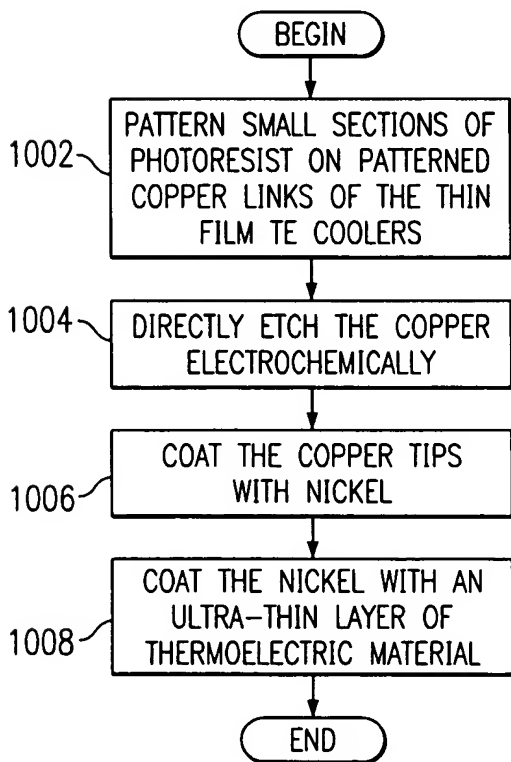 BEGIN
1002
PATTERN SMALL SECTIONS OF
PHOTORESIST ON PATTERNED
COPPER LINKS OF THE THIN
FILM TE COOLERS
1004
DIRECTLY ETCH THE COPPER
ELECTROCHEMICALLY
COAT THE COPPER TIPS
WITH NICKEL
1006
COAT THE NICKEL WITH AN
ULTRA-THIN LAYER OF
THERMOELECTRIC MATERIAL
1008
END